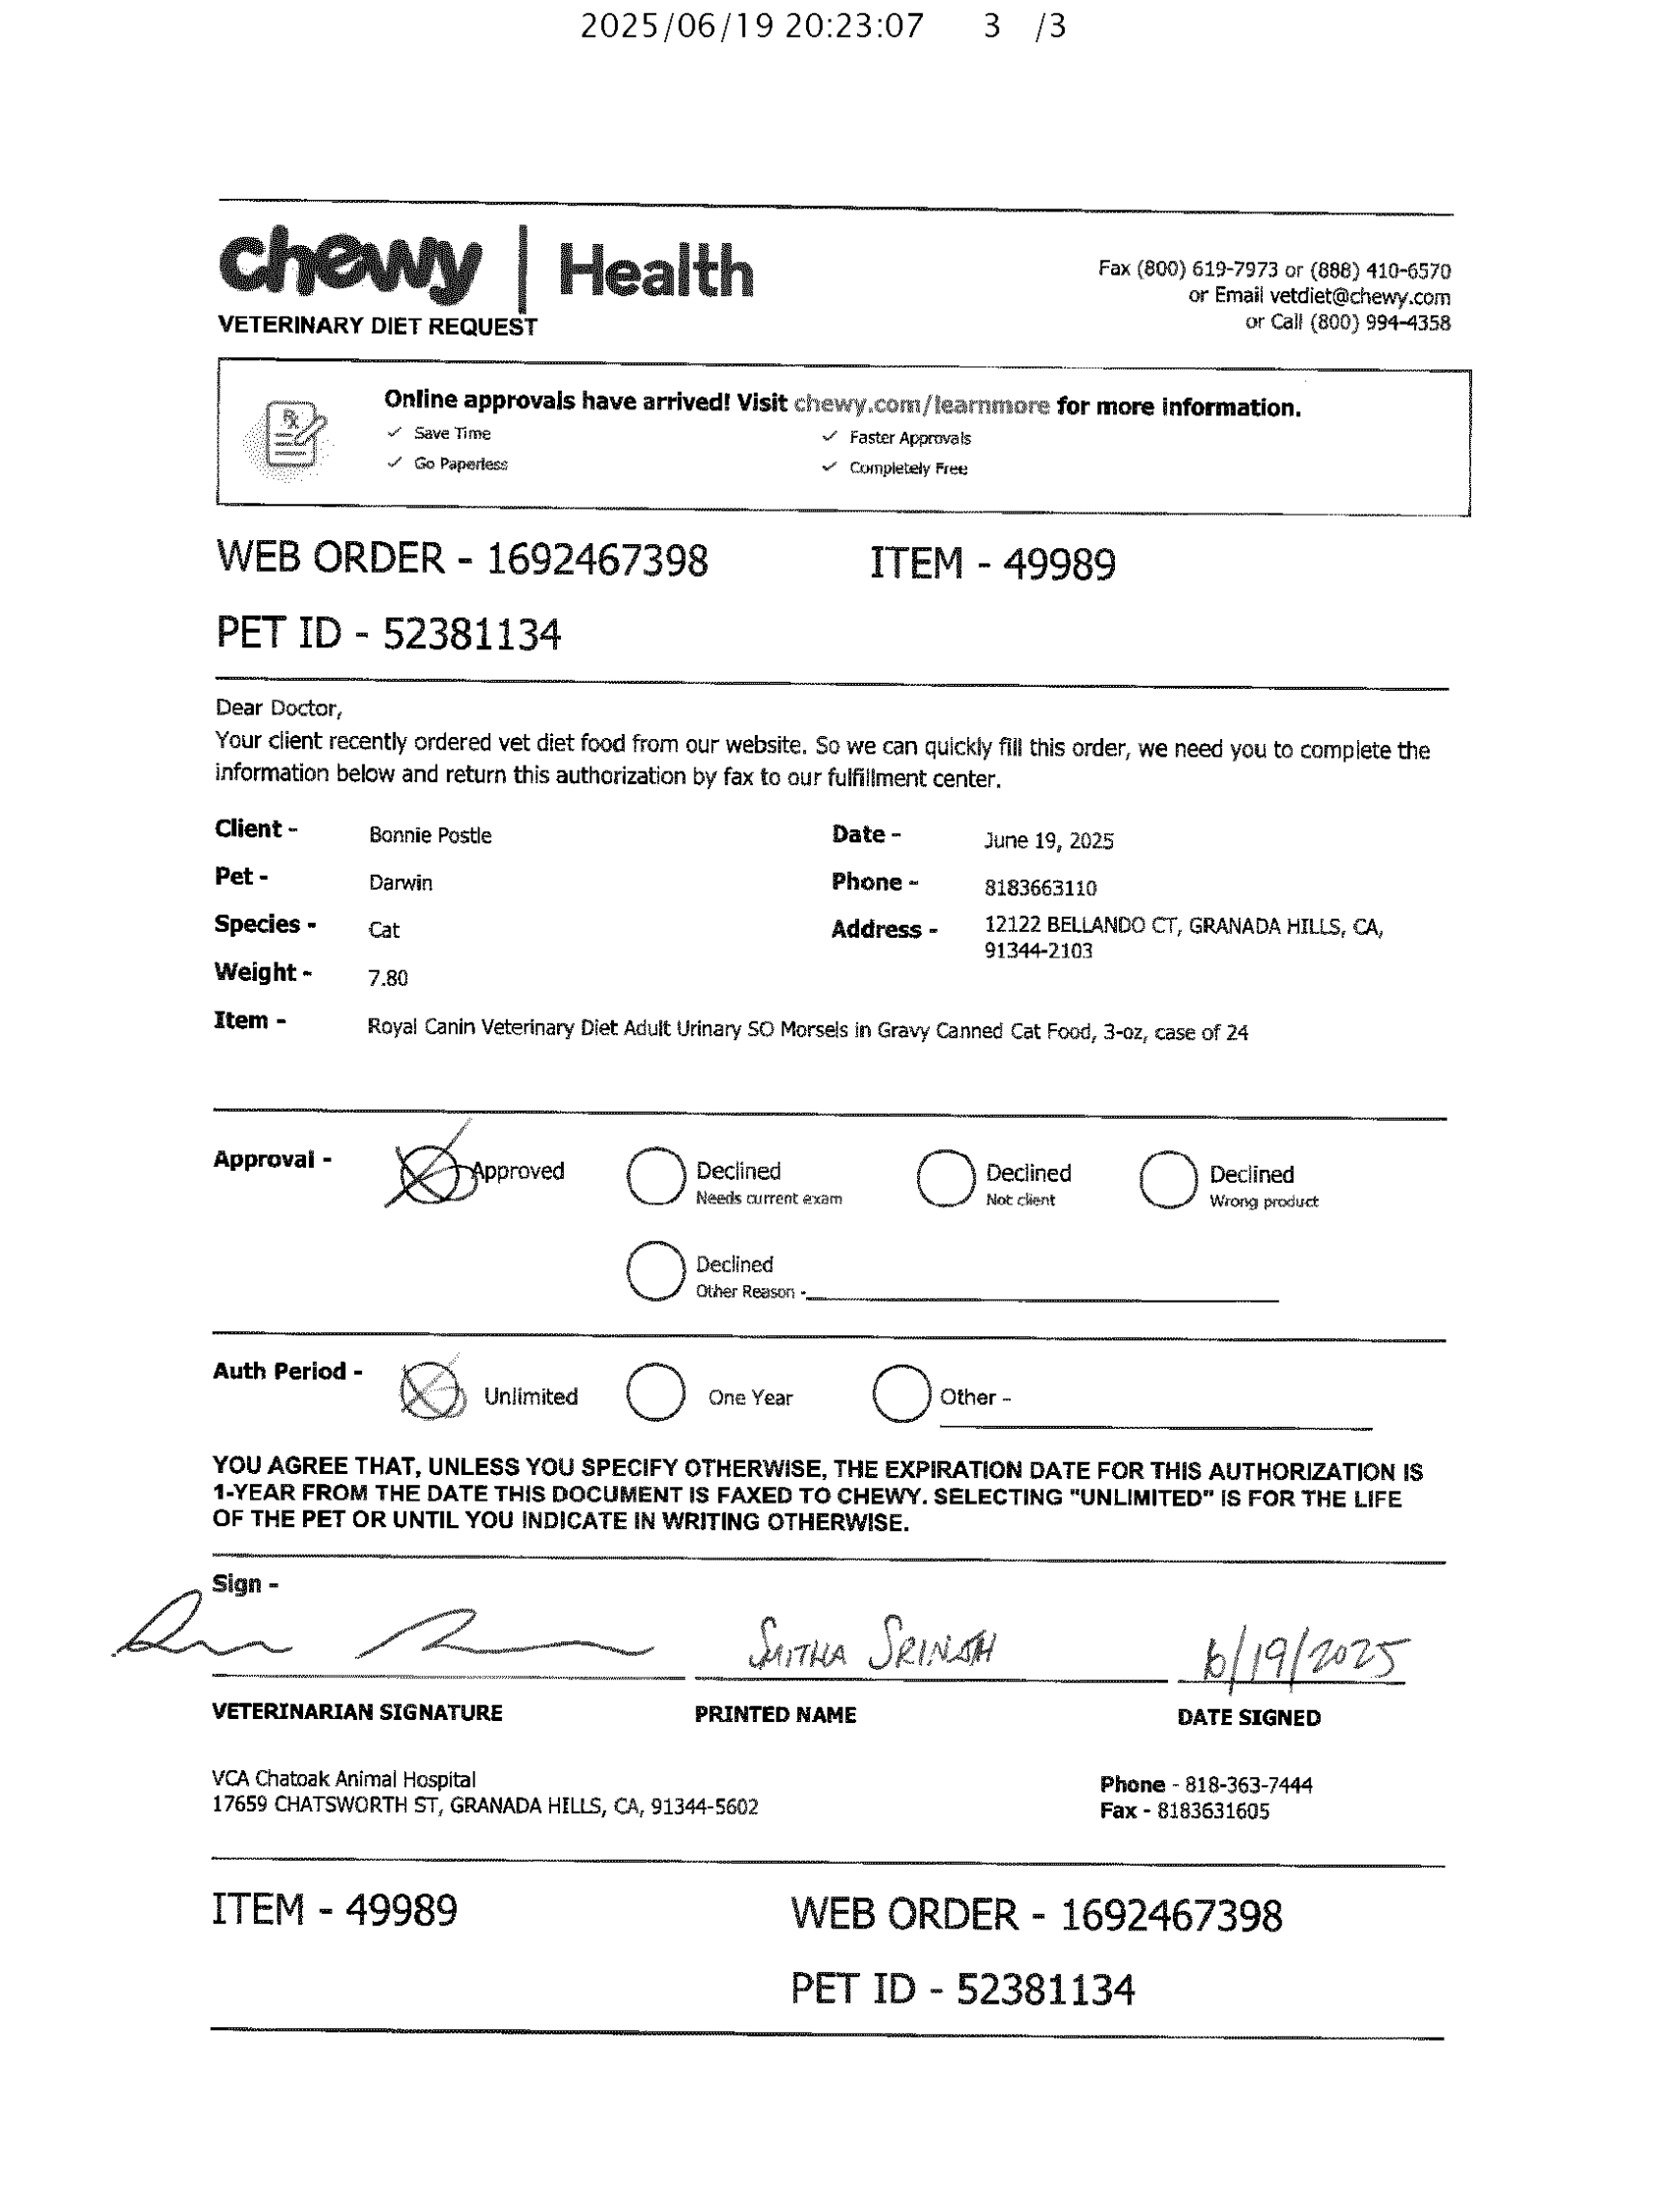 2025/06/19 20:23:07 3 /3
chewy | Health
VETERINARY DIET REQUEST
Fax (800) 619-7973 or (888) 410-6570
or Email vetdiet@chewy.com
or Call (800) 994-4358
Online approvals have arrived! Visit chewy.com/learnmore for more information.
✓ Save Time
✓ Faster Approvals
✓ Go Paperless
✓ Completely Free
WEB ORDER - 1692467398 ITEM - 49989
PET ID - 52381134
Dear Doctor,
Your client recently ordered vet diet food from our website. So we can quickly fill this order, we need you to complete the
information below and return this authorization by fax to our fulfillment center.
Client - Bonnie Postle
Date - June 19, 2025
Pet - Darwin
Phone - 8183663110
Species - Cat
Address - 12122 BELLANDO CT, GRANADA HILLS, CA,
91344-2103
Weight - 7.80
Item - Royal Canin Veterinary Diet Adult Urinary SO Morsels in Gravy Canned Cat Food, 3-oz, case of 24
Approval - Approved Declined Declined Declined
Needs current exam Not client Wrong product
Declined
Other Reason -
Auth Period - Unlimited One Year Other -
YOU AGREE THAT, UNLESS YOU SPECIFY OTHERWISE, THE EXPIRATION DATE FOR THIS AUTHORIZATION IS
1-YEAR FROM THE DATE THIS DOCUMENT IS FAXED TO CHEWY. SELECTING "UNLIMITED" IS FOR THE LIFE
OF THE PET OR UNTIL YOU INDICATE IN WRITING OTHERWISE.
Sign -
SMITHA 6/19/2025
VETERINARIAN SIGNATURE PRINTED NAME DATE SIGNED
VCA Chatoak Animal Hospital
17659 CHATSWORTH ST, GRANADA HILLS, CA, 91344-5602
Phone - 818-363-7444
Fax - 8183631605
ITEM - 49989 WEB ORDER - 1692467398
PET ID - 52381134